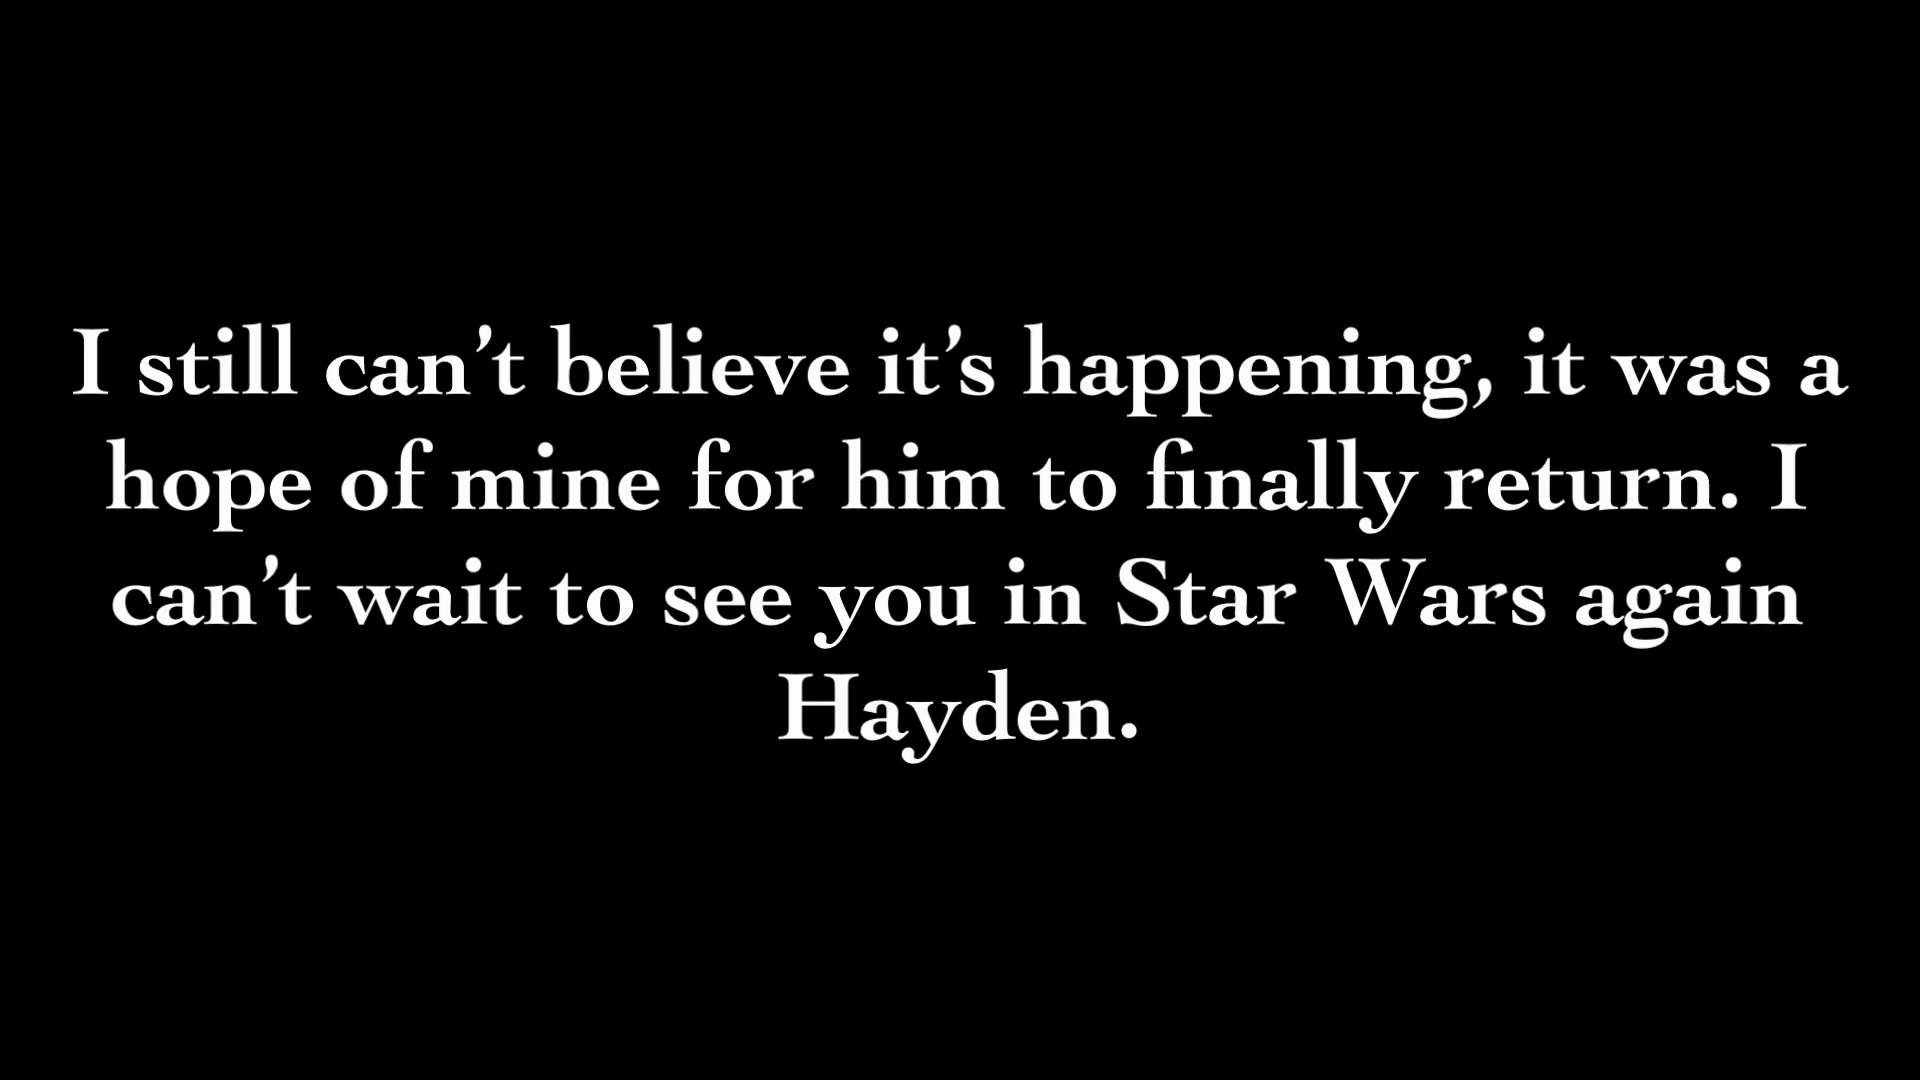 I still can’t believe it’s happening, it was a
hope of mine for him to finally return. I
can’t wait to see you in Star Wars again
Hayden.